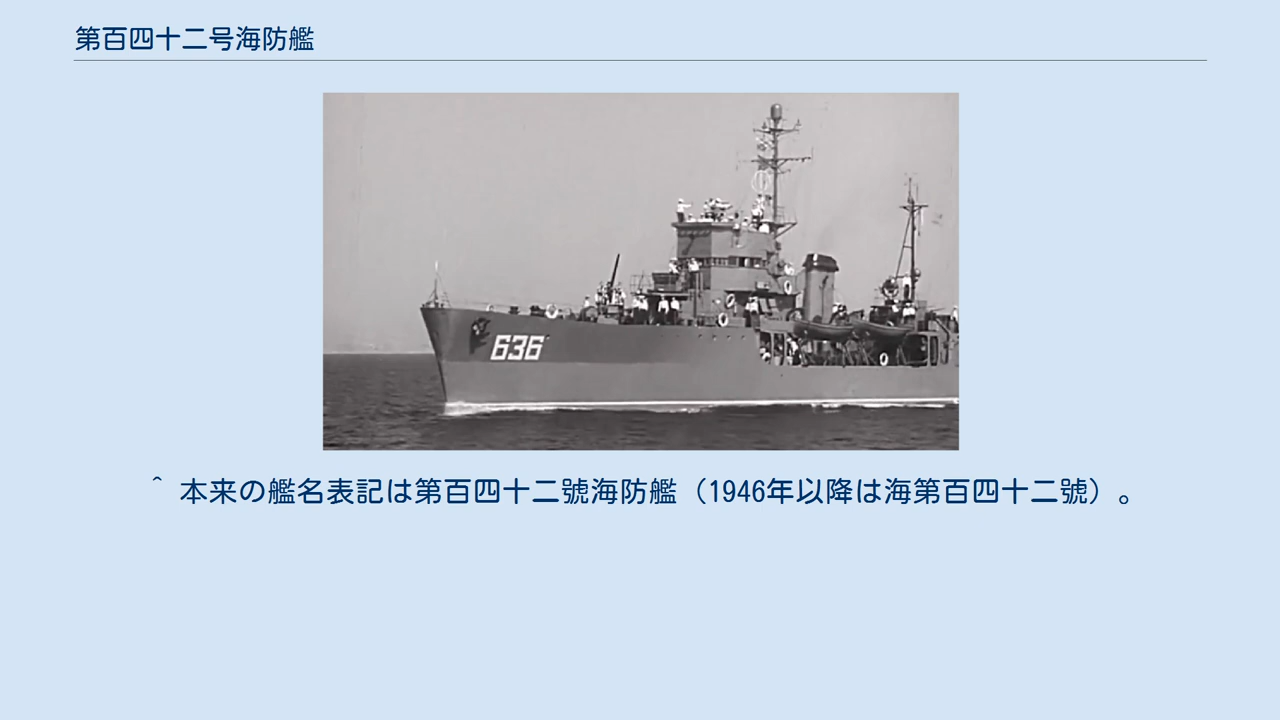 第百四十二号海防艦
636
^ 本来の艦名表記は第百四十二號海防艦（1946年以降は海第百四十二號）。